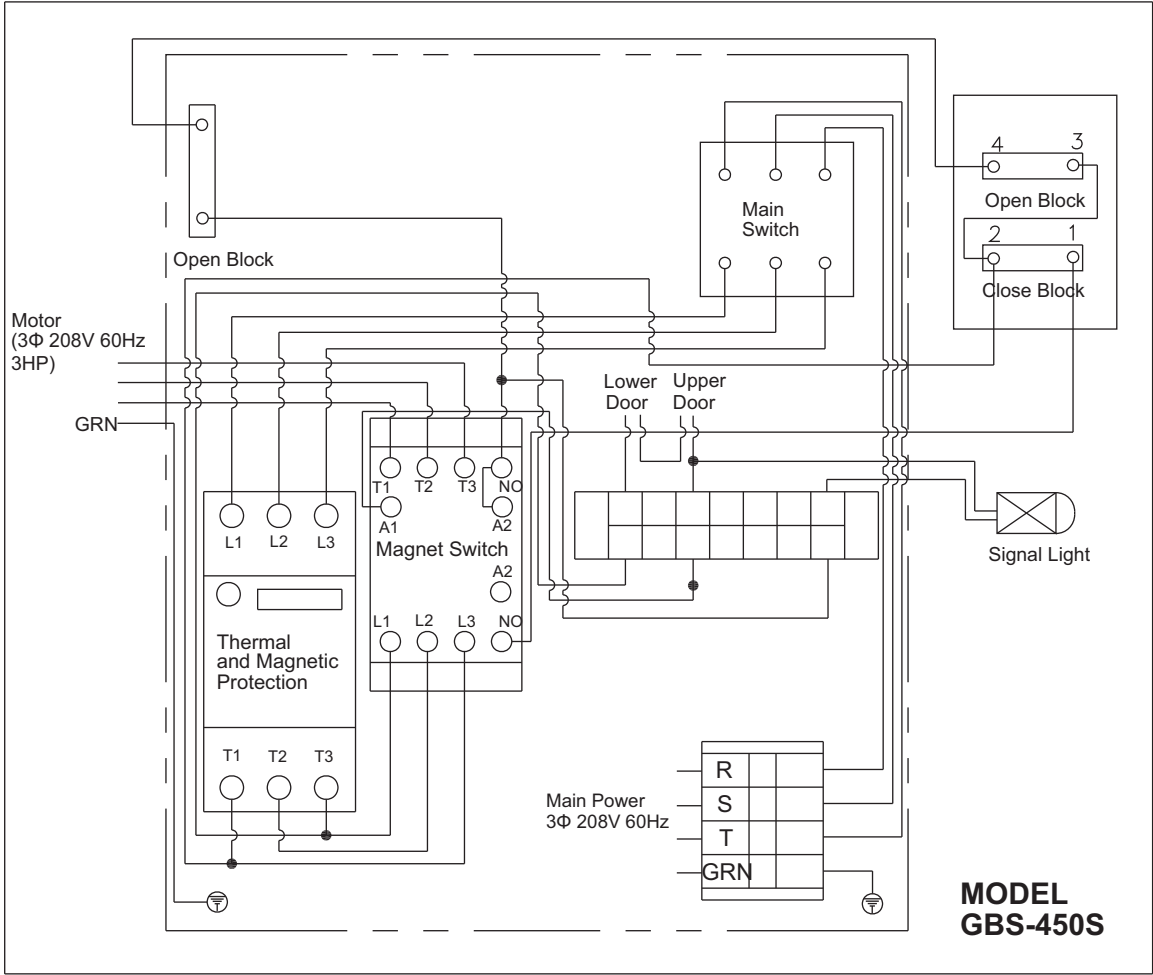 4 3
Open Block
2 1
Close Block
Main
Switch
Open Block
Motor
(3Φ 208V 60Hz
3HP)
GRN
Lower
Door
Upper
Door
T1 T2 T3 NO
A1 A2
Magnet Switch
A2
L1 L2 L3 NO
L1 L2 L3
Thermal
and Magnetic
Protection
T1 T2 T3
Signal Light
Main Power
3Φ 208V 60Hz
R
S
T
GRN
MODEL
GBS-450S